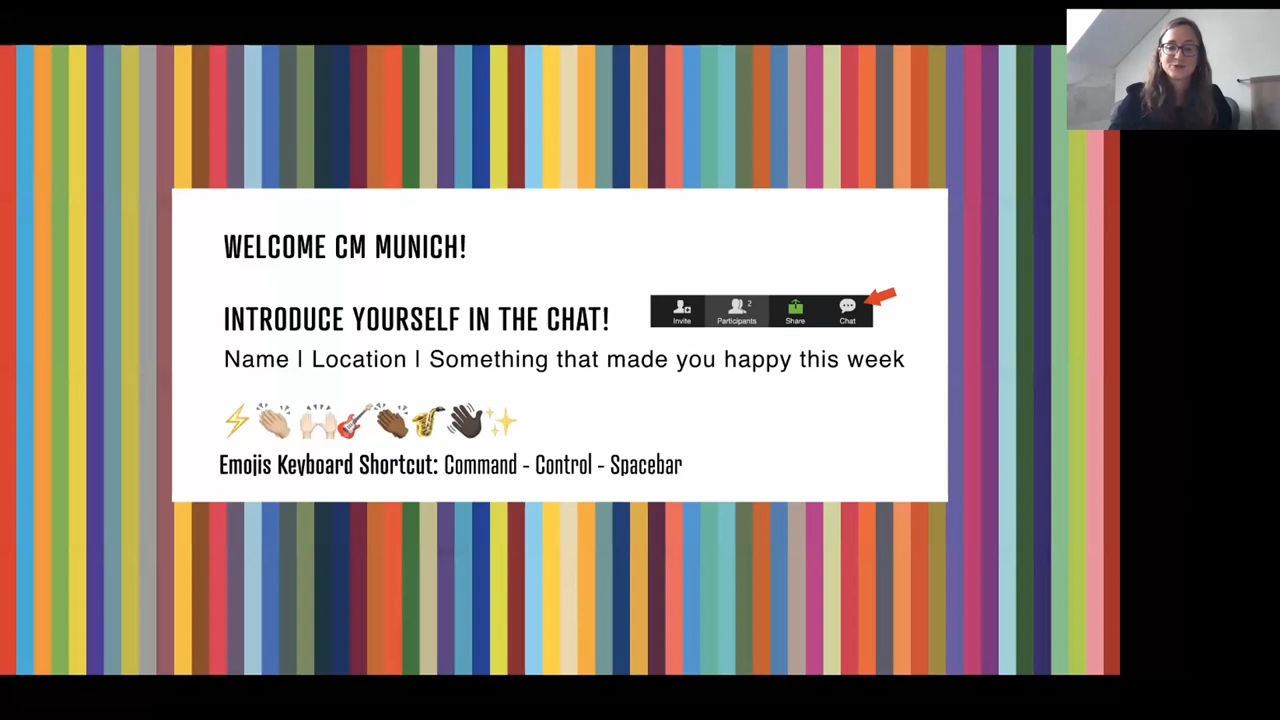 WELCOME CM MUNICH!
INTRODUCE YOURSELF IN THE CHAT!
2
Invite Participants Share Chat
Name | Location | Something that made you happy this week
Emojis Keyboard Shortcut: Command - Control - Spacebar